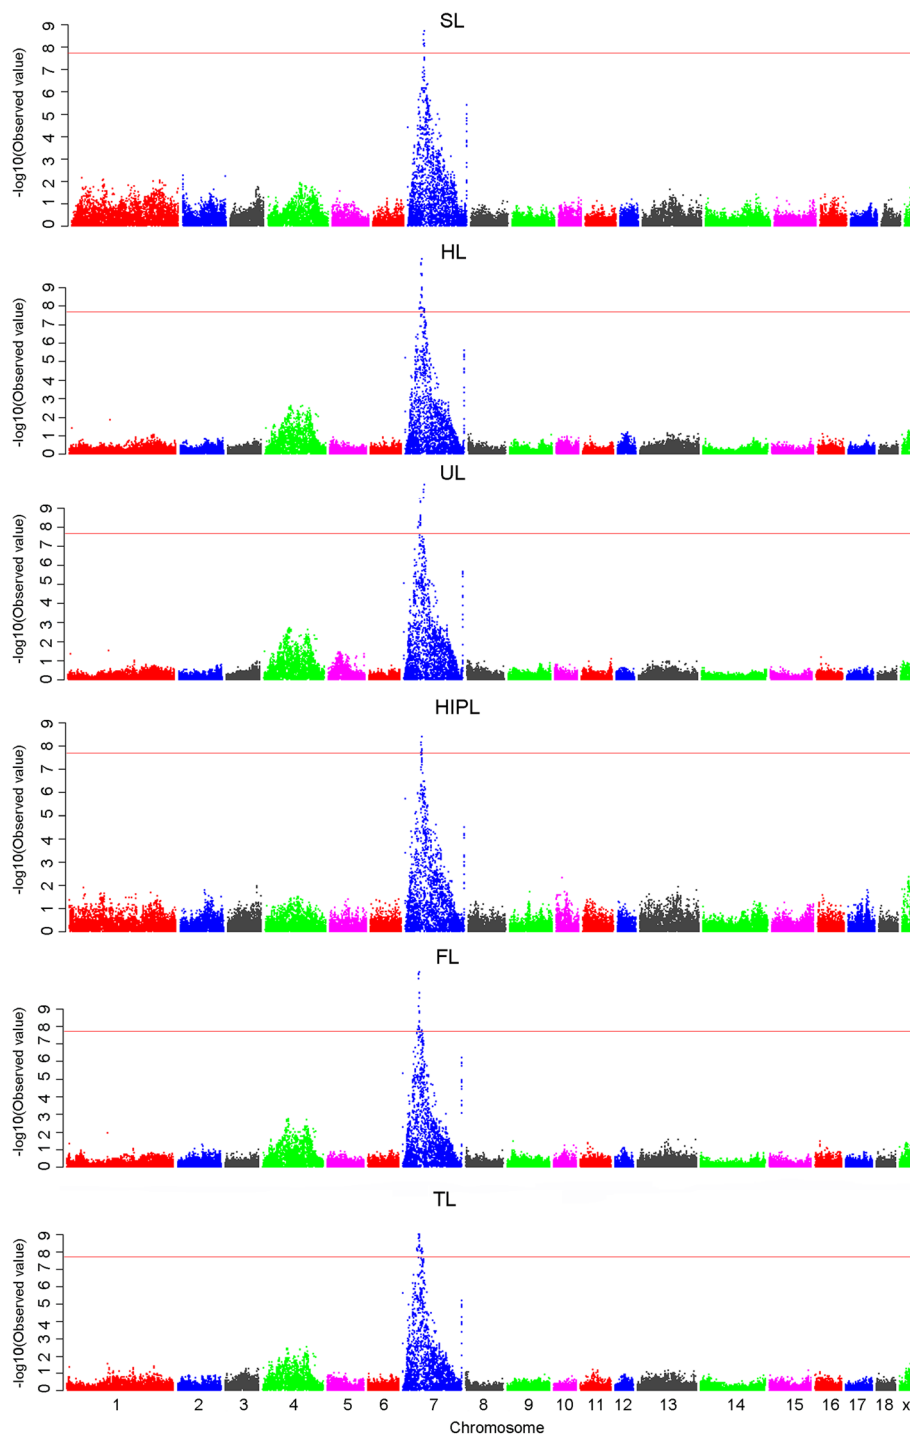 SL
-log10(Observed value)
0 1 2 3 4 5 6 7 8 9
HL
-log10(Observed value)
0 1 2 3 4 5 6 7 8 9
UL
-log10(Observed value)
0 1 2 3 4 5 6 7 8 9
HIPL
-log10(Observed value)
0 1 2 3 4 5 6 7 8 9
FL
-log10(Observed value)
0 1 2 3 4 5 6 7 8 9
TL
-log10(Observed value)
0 1 2 3 4 5 6 7 8 9
1 2 3 4 5 6 7 8 9 10 11 12 13 14 15 16 17 18 x
Chromosome